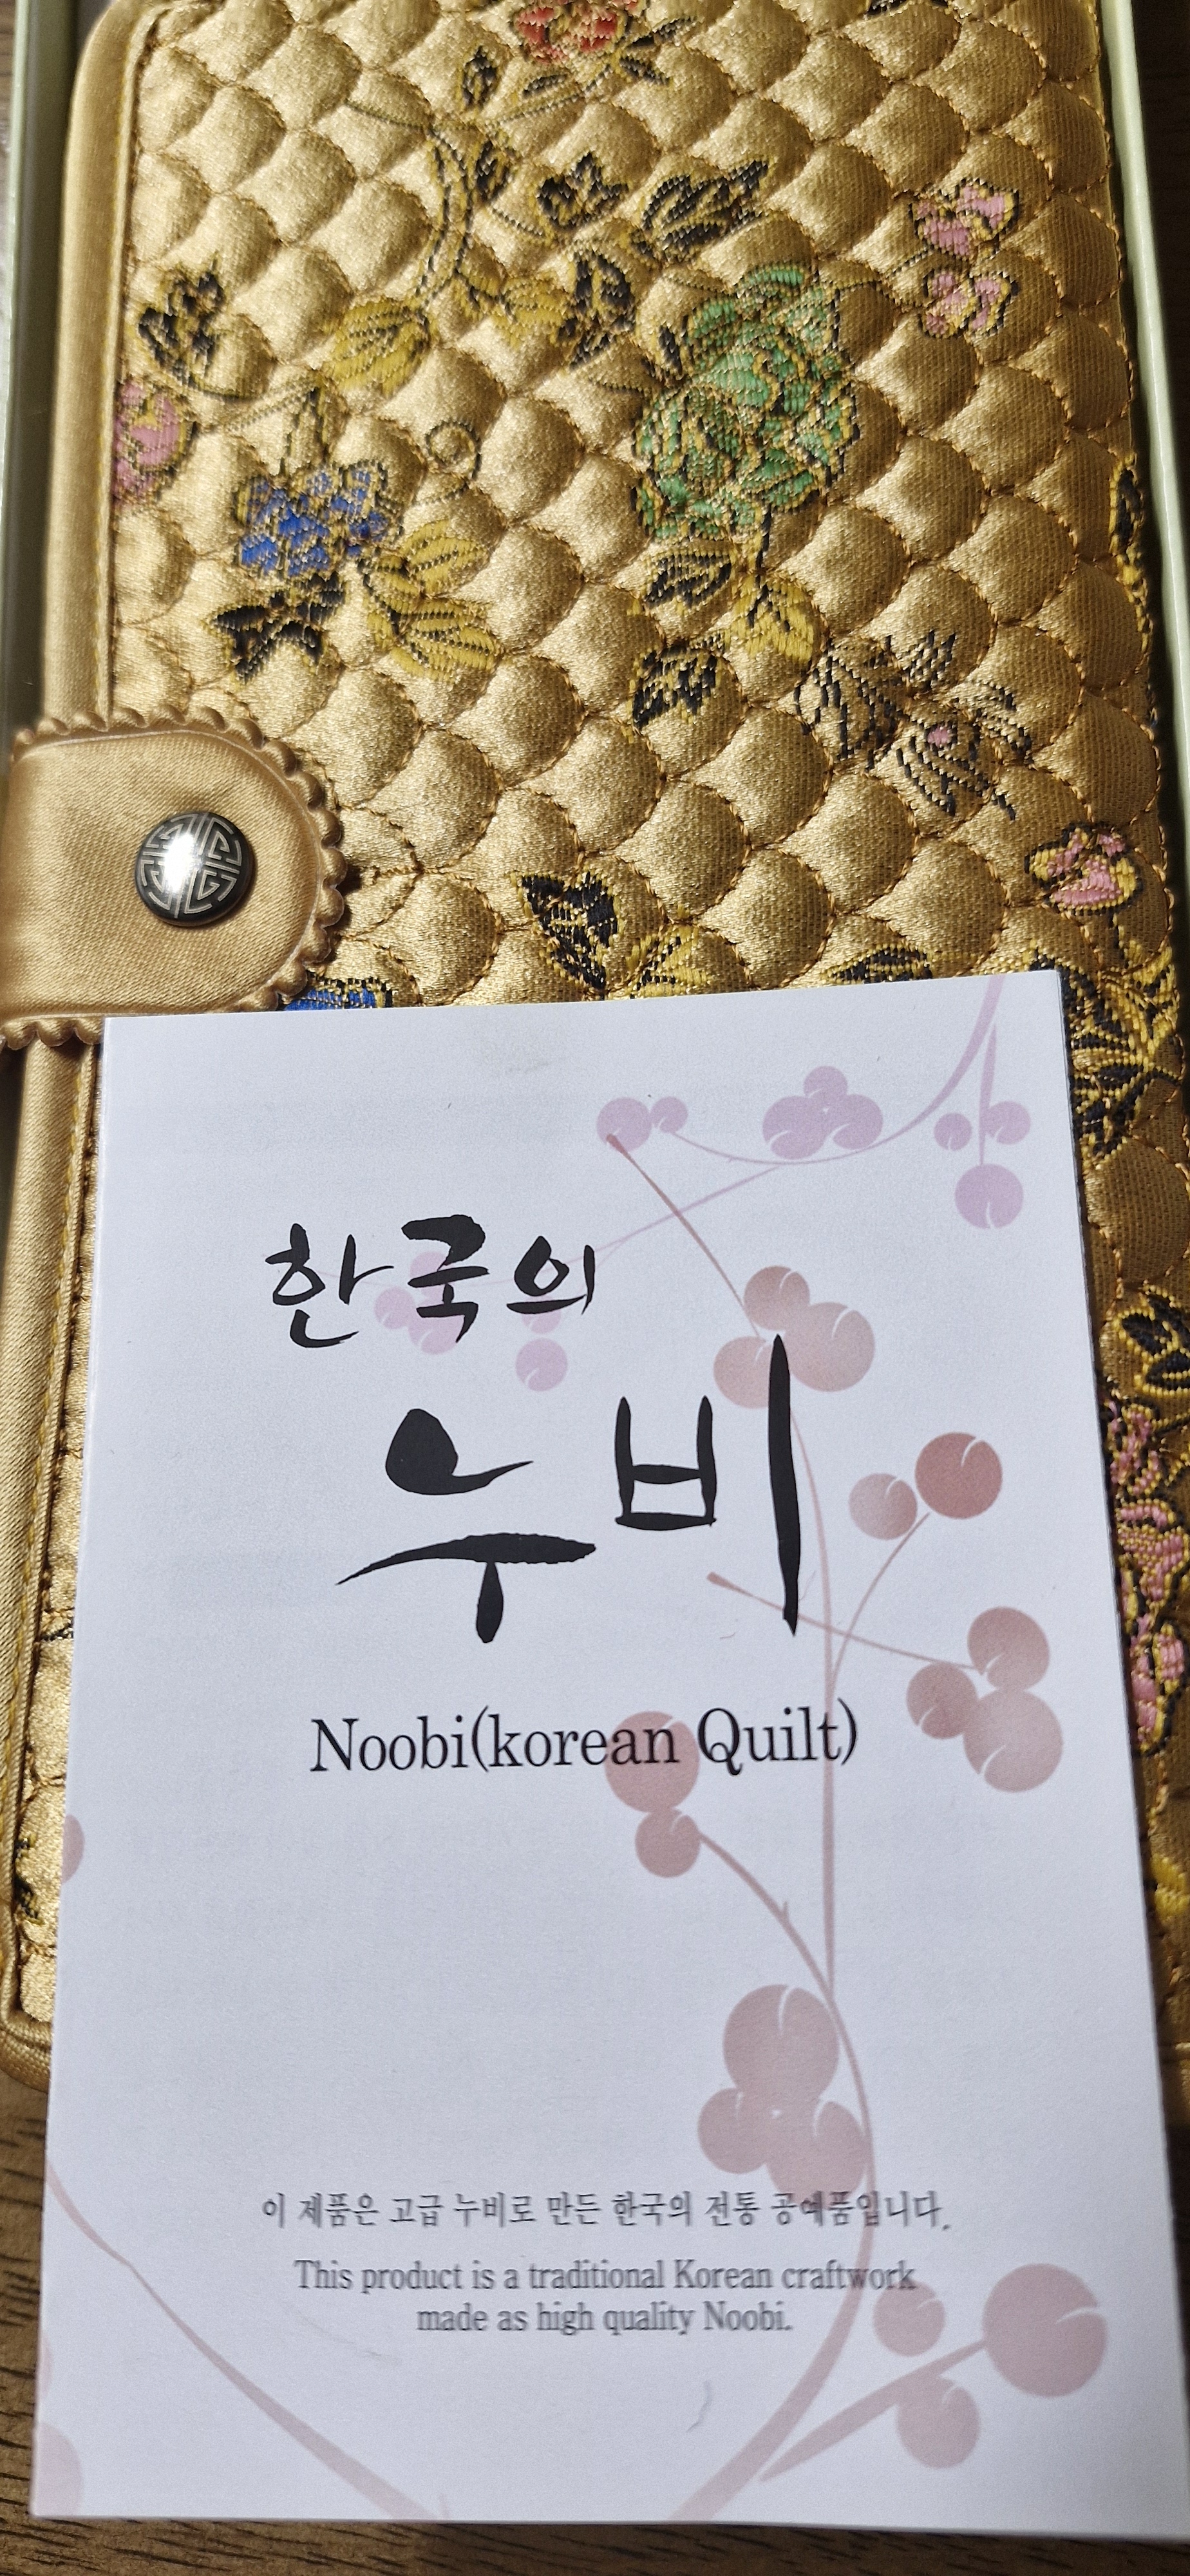 한국의
누비
Noobi(korean Quilt)
이 제품은 고급 누비로 만든 한국의 전통 공예품입니다.
This product is a traditional Korean craftwork
made as high quality Noobi.